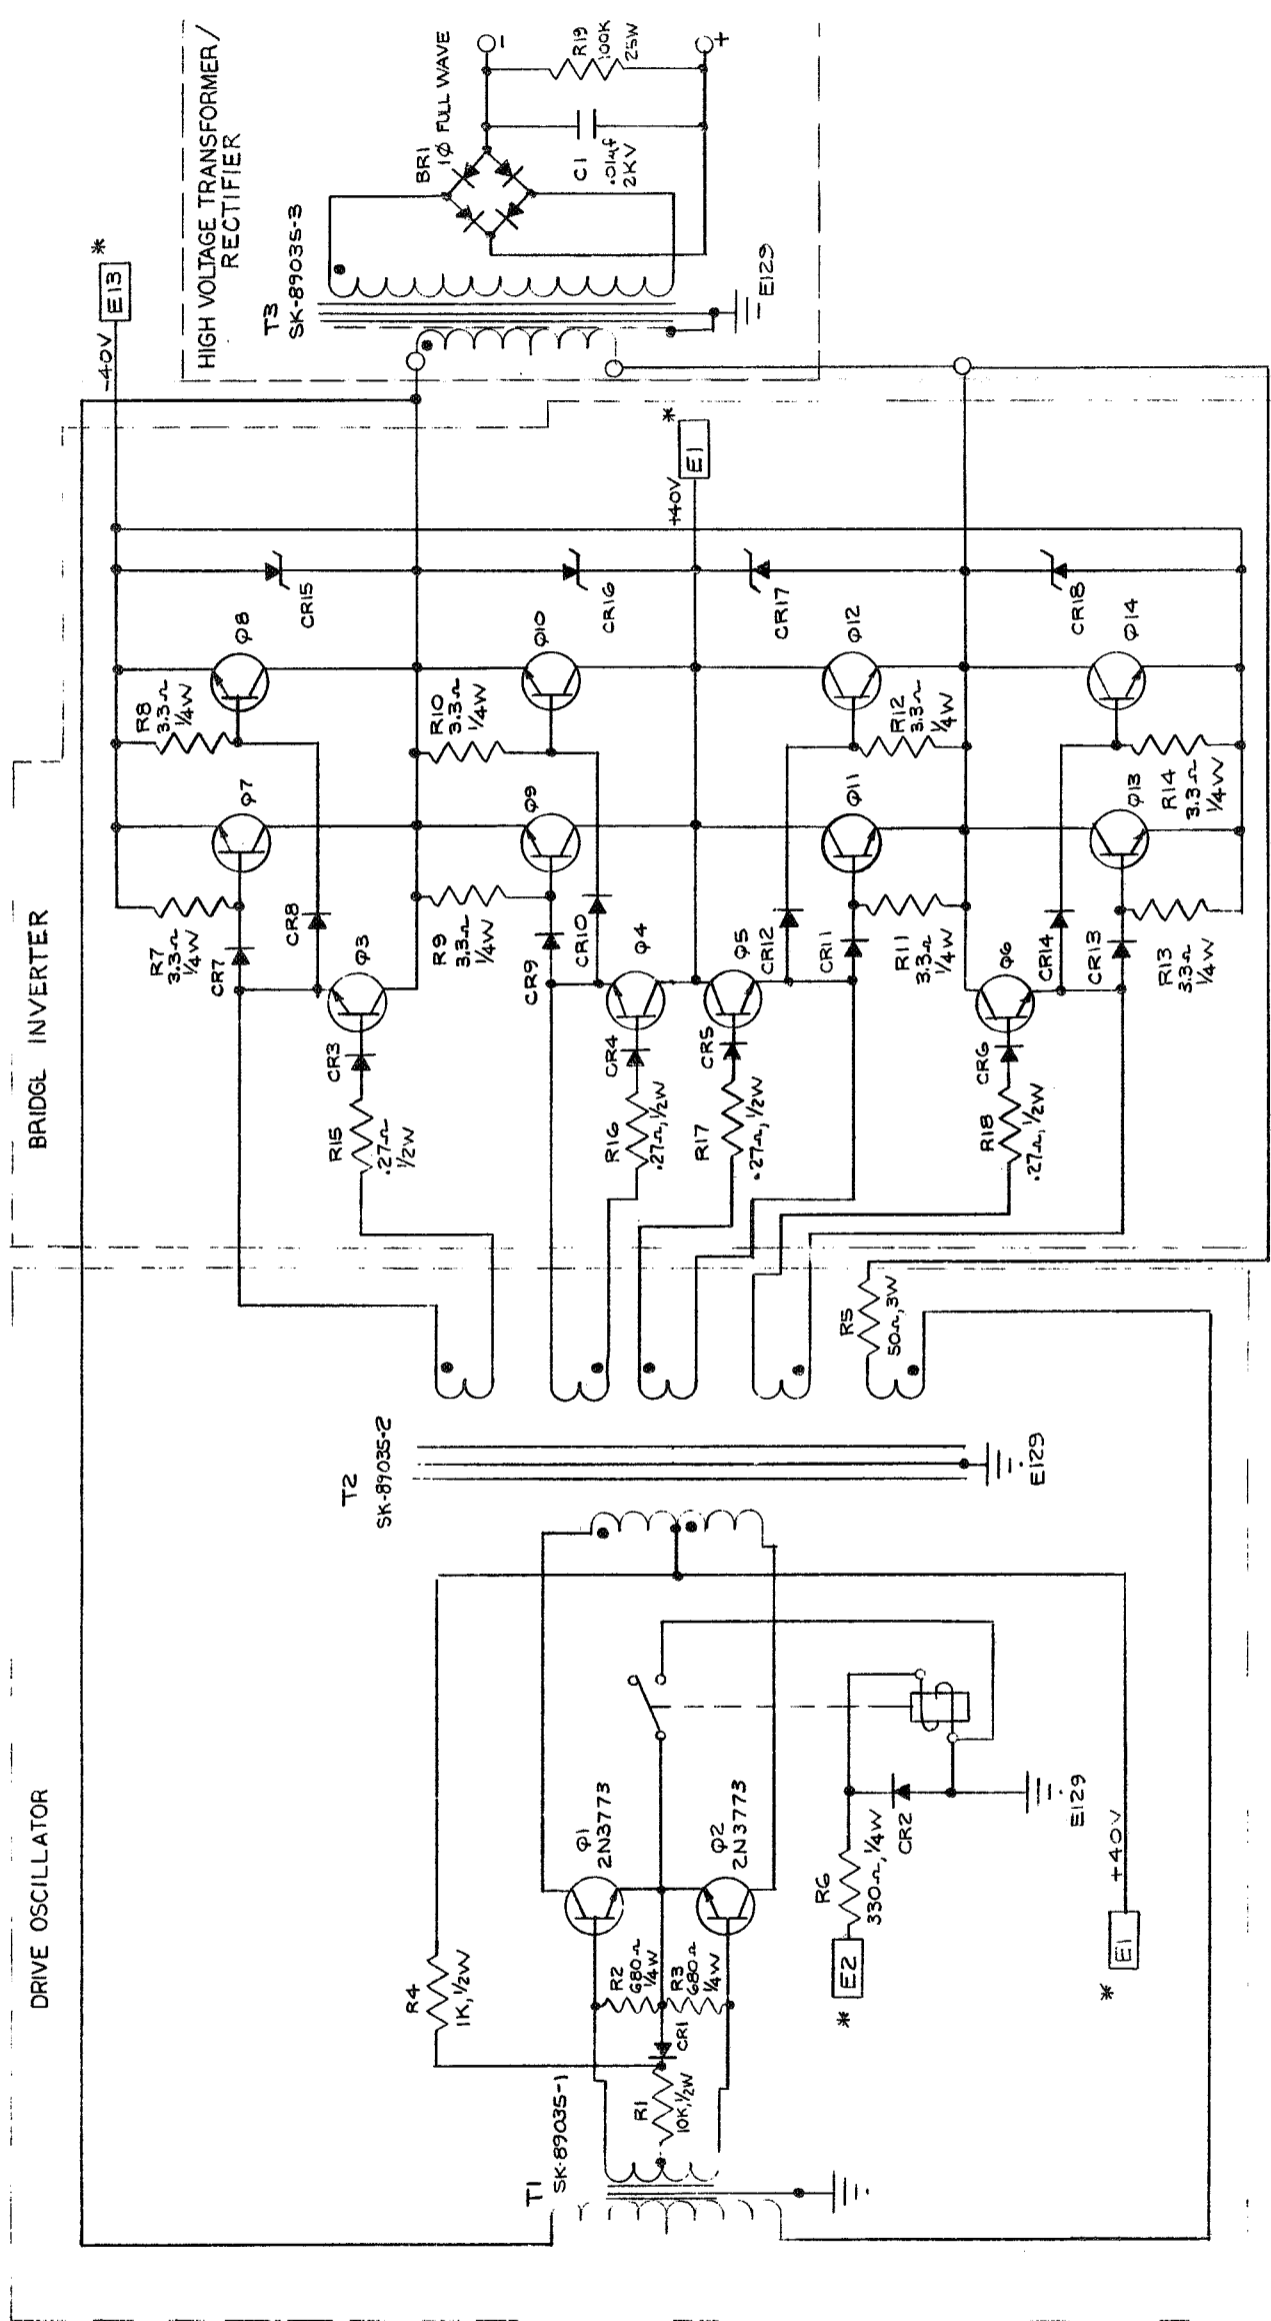 DRIVE OSCILLATOR
T1
SK-89035-1
R4
1K, 1/2W
R1
10K, 1/2W
CR1
R2
680Ω
1/4W
R3
680Ω
1/4W
Q1
2N3773
Q2
2N3773
* E2
R6
330Ω, 1/4W
CR2
E129
* E1
+40V
T2
SK-89035-2
E129
R5
50Ω, 3W
BRIDGE INVERTER
R15
.27Ω
1/2W
CR3
Q3
R16
.27Ω, 1/2W
CR4
Q4
R17
.27Ω, 1/2W
CR5
Q5
R18
.27Ω, 1/2W
CR6
Q6
CR7
CR8
R7
3.3Ω
1/4W
Q7
R8
3.3Ω
1/4W
Q8
CR9
CR10
R9
3.3Ω
1/4W
Q9
R10
3.3Ω
1/4W
Q10
CR11
CR12
R11
3.3Ω
1/4W
Q11
R12
3.3Ω
1/4W
Q12
CR13
CR14
R13
3.3Ω
1/4W
Q13
R14
3.3Ω
1/4W
Q14
CR15
CR16
CR17
CR18
+40V
E1 *
-40V
E13 *
HIGH VOLTAGE TRANSFORMER/
RECTIFIER
T3
SK-89035-3
E129
BR1
1Ø FULL WAVE
C1
.01µf
2KV
R19
100K
25W
-
+